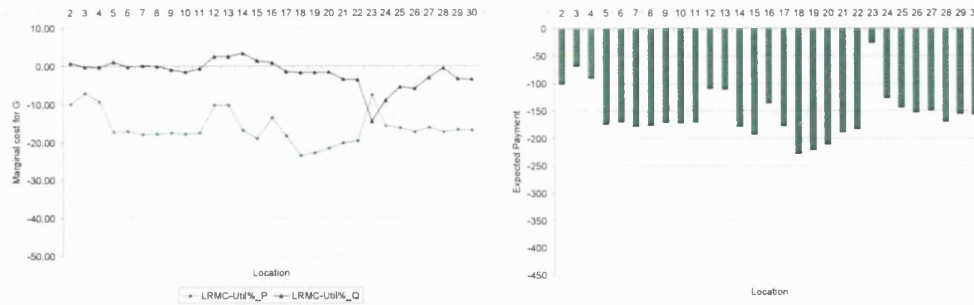 2 3 4 5 6 7 8 9 10 11 12 13 14 15 16 17 18 19 20 21 22 23 24 25 26 27 28 29 30
10.00
0.00
-10.00
-20.00
-30.00
-40.00
-50.00
Marginal cost for G
Location
LRMC-Util%_P
LRMC-Util%_Q
2 3 4 5 6 7 8 9 10 11 12 13 14 15 16 17 18 19 20 21 22 23 24 25 26 27 28 29 3
0
-50
-100
-150
-200
-250
-300
-350
-400
-450
Expected Payment
Location